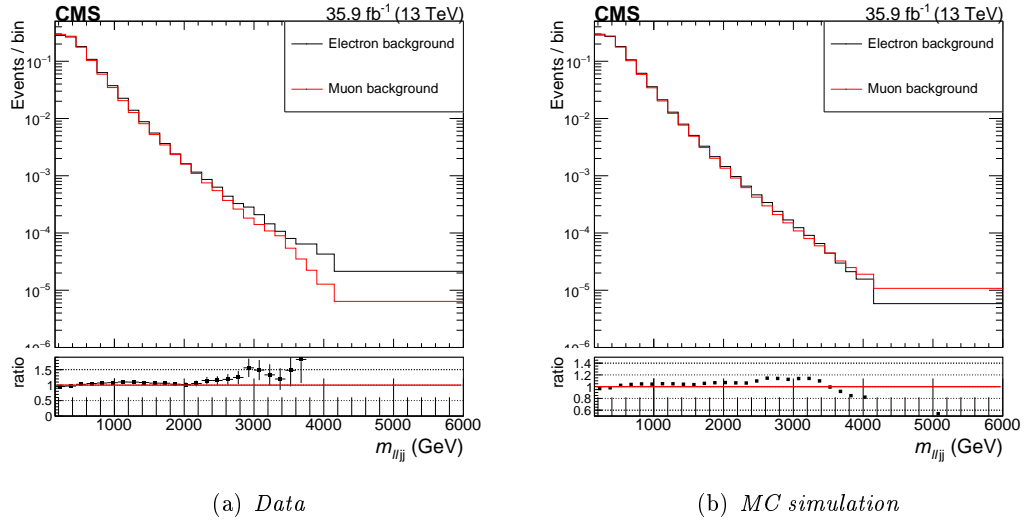 CMS 35.9 fb⁻¹ (13 TeV)
Events / bin
Electron background
Muon background
10⁻¹
10⁻²
10⁻³
10⁻⁴
10⁻⁵
10⁻⁶
ratio
1.5
1
0.5
0
1000 2000 3000 4000 5000 6000
m_lljj (GeV)
(a) Data
CMS 35.9 fb⁻¹ (13 TeV)
Events / bin
Electron background
Muon background
10⁻¹
10⁻²
10⁻³
10⁻⁴
10⁻⁵
10⁻⁶
ratio
1.4
1.2
1
0.8
0.6
1000 2000 3000 4000 5000 6000
m_lljj (GeV)
(b) MC simulation